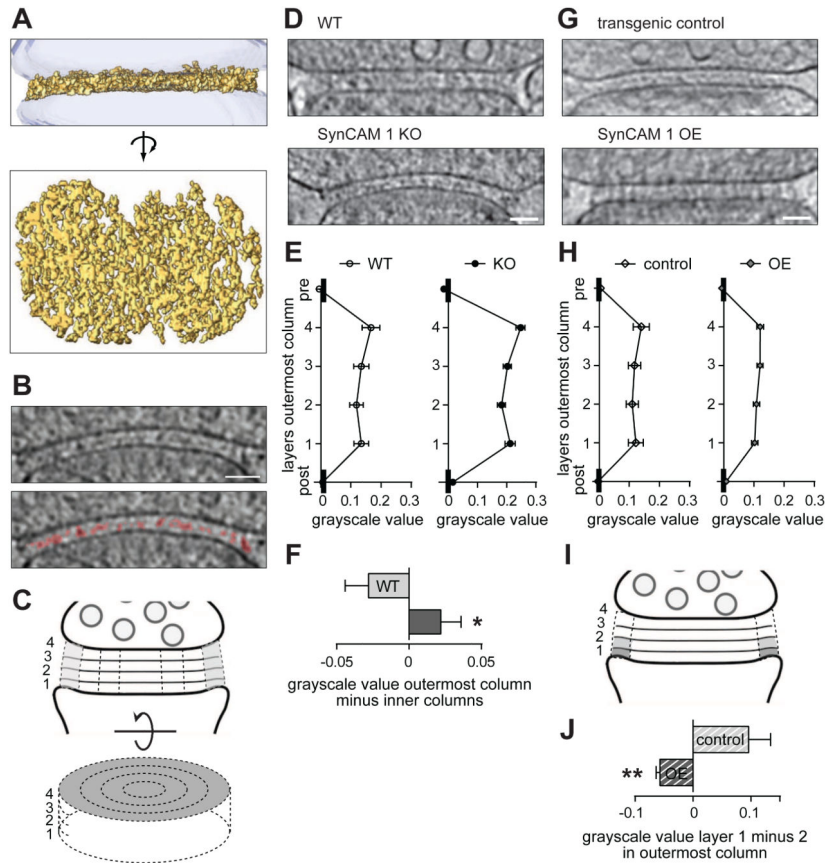 A
B
C
4
3
2
1
4
3
2
1
D
WT
SynCAM 1 KO
E
WT
KO
layers outermost column
pre
4
3
2
1
post
0 0.1 0.2 0.3
grayscale value
0 0.1 0.2 0.3
grayscale value
F
WT
*
-0.05 0 0.05
grayscale value outermost column
minus inner columns
G
transgenic control
SynCAM 1 OE
H
control
OE
layers outermost column
pre
4
3
2
1
post
0 0.1 0.2 0.3
grayscale value
0 0.1 0.2 0.3
grayscale value
I
4
3
2
1
J
control
** OE
-0.1 0 0.1
grayscale value layer 1 minus 2
in outermost column